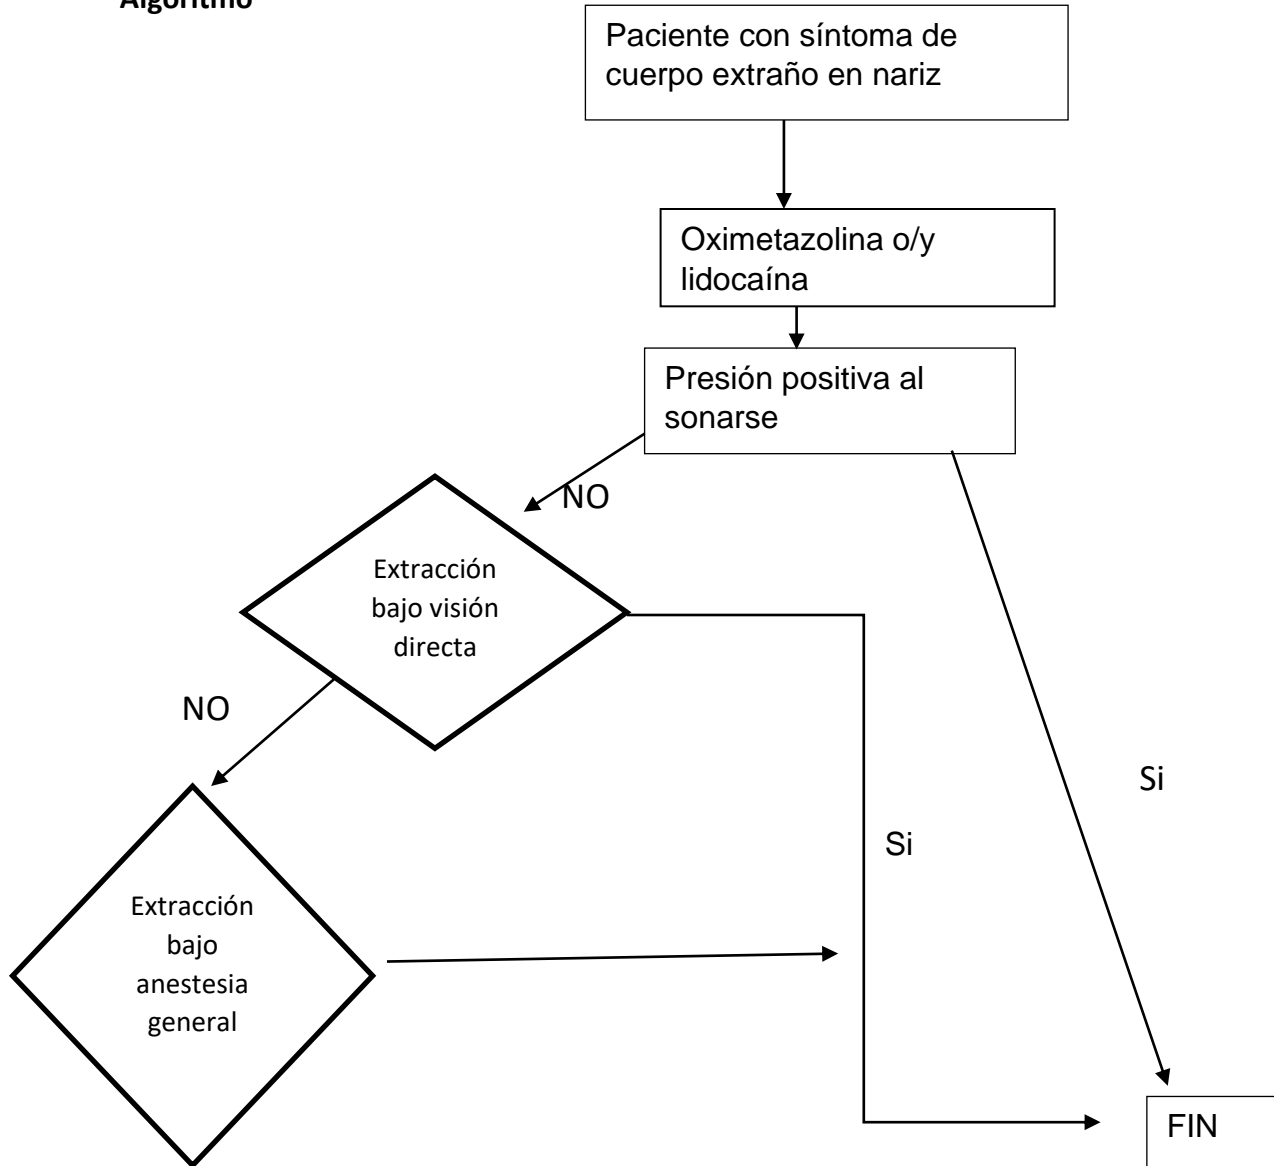 Algoritmo
Paciente con síntoma de
cuerpo extraño en nariz
Oximetazolina o/y
lidocaína
Presión positiva al
sonarse
NO
Extracción
bajo visión
directa
NO
Si
Si
Extracción
bajo
anestesia
general
FIN